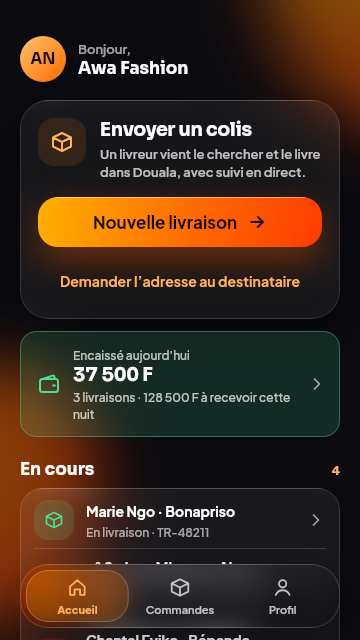 AN
Bonjour,
Awa Fashion
Envoyer un colis
Un livreur vient le chercher et le livre
dans Douala, avec suivi en direct.
Nouvelle livraison →
Demander l’adresse au destinataire
Encaissé aujourd’hui
37 500 F
3 livraisons · 128 500 F à recevoir cette
nuit
En cours
4
Marie Ngo · Bonapriso
En livraison · TR-48211
Accueil
Commandes
Profil